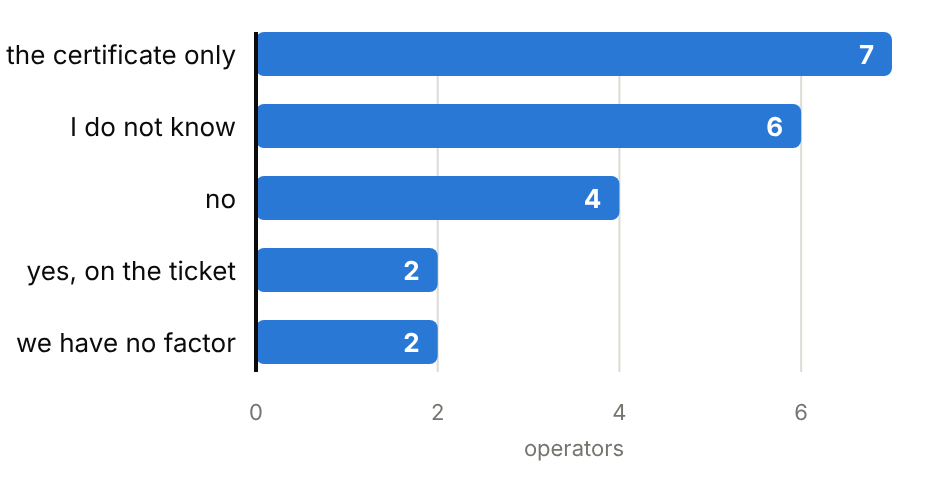 the certificate only 7
I do not know 6
no 4
yes, on the ticket 2
we have no factor 2
0 2 4 6
operators